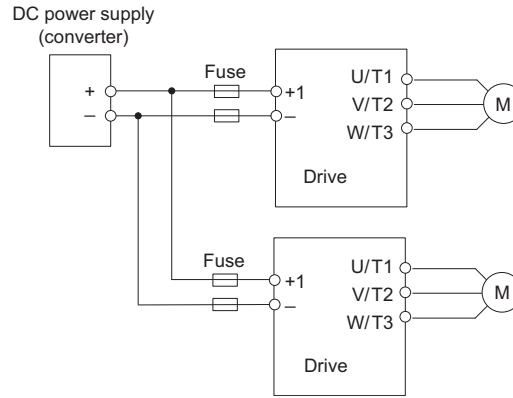 DC power supply
(converter)
+
–
Fuse
+1
–
U/T1
V/T2
W/T3
M
Drive
Fuse
+1
–
U/T1
V/T2
W/T3
M
Drive